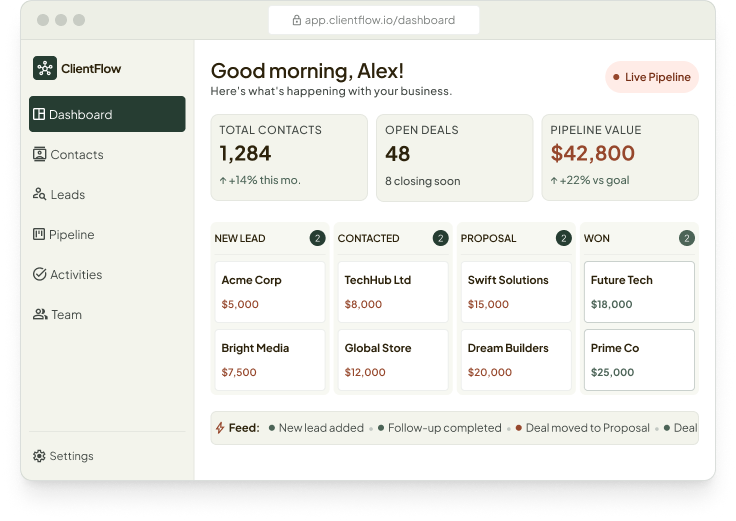 app.clientflow.io/dashboard
ClientFlow
Dashboard
Contacts
Leads
Pipeline
Activities
Team
Settings
Good morning, Alex!
Here's what's happening with your business.
Live Pipeline
TOTAL CONTACTS
1,284
↑ +14% this mo.
OPEN DEALS
48
8 closing soon
PIPELINE VALUE
$42,800
↑ +22% vs goal
NEW LEAD 2
Acme Corp
$5,000
Bright Media
$7,500
CONTACTED 2
TechHub Ltd
$8,000
Global Store
$12,000
PROPOSAL 2
Swift Solutions
$15,000
Dream Builders
$20,000
WON 2
Future Tech
$18,000
Prime Co
$25,000
Feed: • New lead added • • Follow-up completed • • Deal moved to Proposal • • Deal